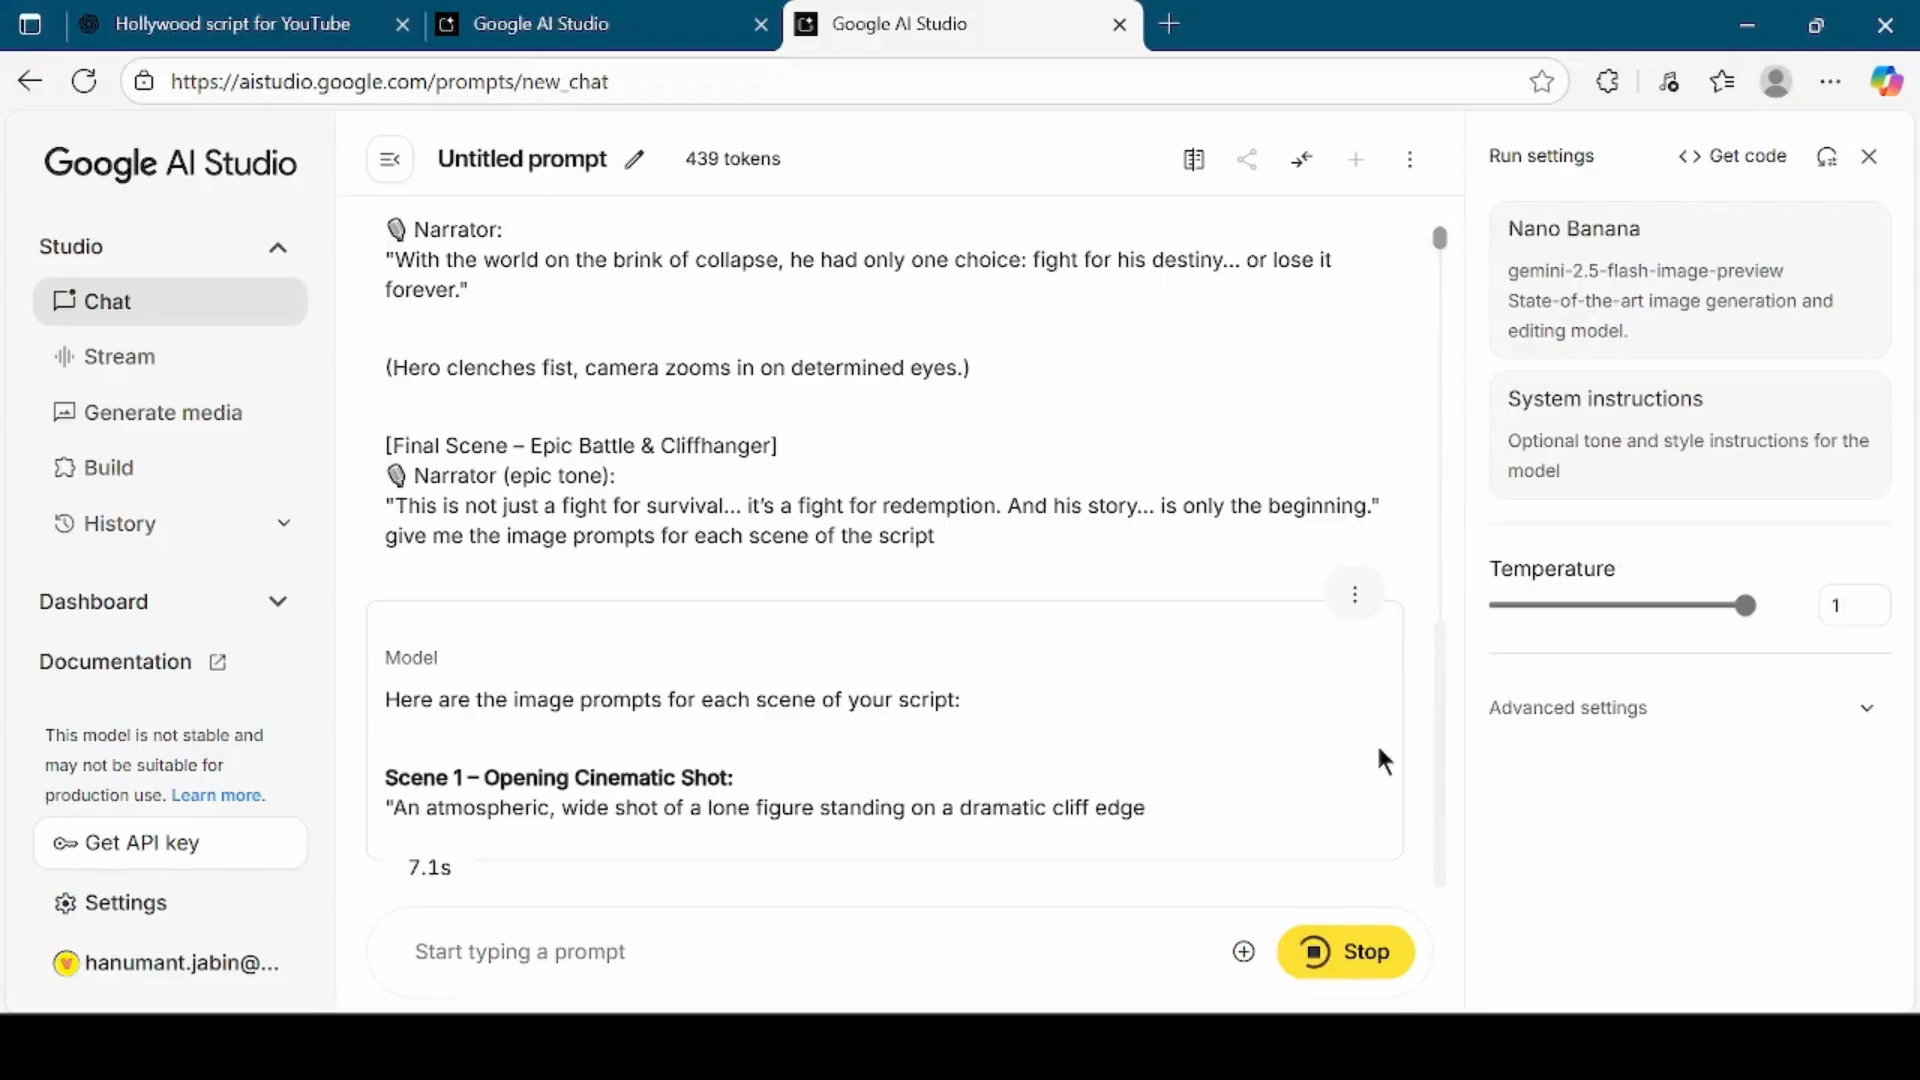 Hollywood script for YouTube
Google AI Studio
Google AI Studio
https://aistudio.google.com/prompts/new_chat
Google AI Studio
Studio
Chat
Stream
Generate media
Build
History
Dashboard
Documentation
This model is not stable and
may not be suitable for
production use. Learn more.
Get API key
Settings
hanumant.jabin@...
Untitled prompt
439 tokens
🎙️ Narrator:
"With the world on the brink of collapse, he had only one choice: fight for his destiny... or lose it
forever."
(Hero clenches fist, camera zooms in on determined eyes.)
[Final Scene – Epic Battle & Cliffhanger]
🎙️ Narrator (epic tone):
"This is not just a fight for survival... it's a fight for redemption. And his story... is only the beginning."
give me the image prompts for each scene of the script
Model
Here are the image prompts for each scene of your script:
Scene 1 – Opening Cinematic Shot:
"An atmospheric, wide shot of a lone figure standing on a dramatic cliff edge
7.1s
Start typing a prompt
Stop
Run settings
<> Get code
Nano Banana
gemini-2.5-flash-image-preview
State-of-the-art image generation and
editing model.
System instructions
Optional tone and style instructions for the
model
Temperature
1
Advanced settings